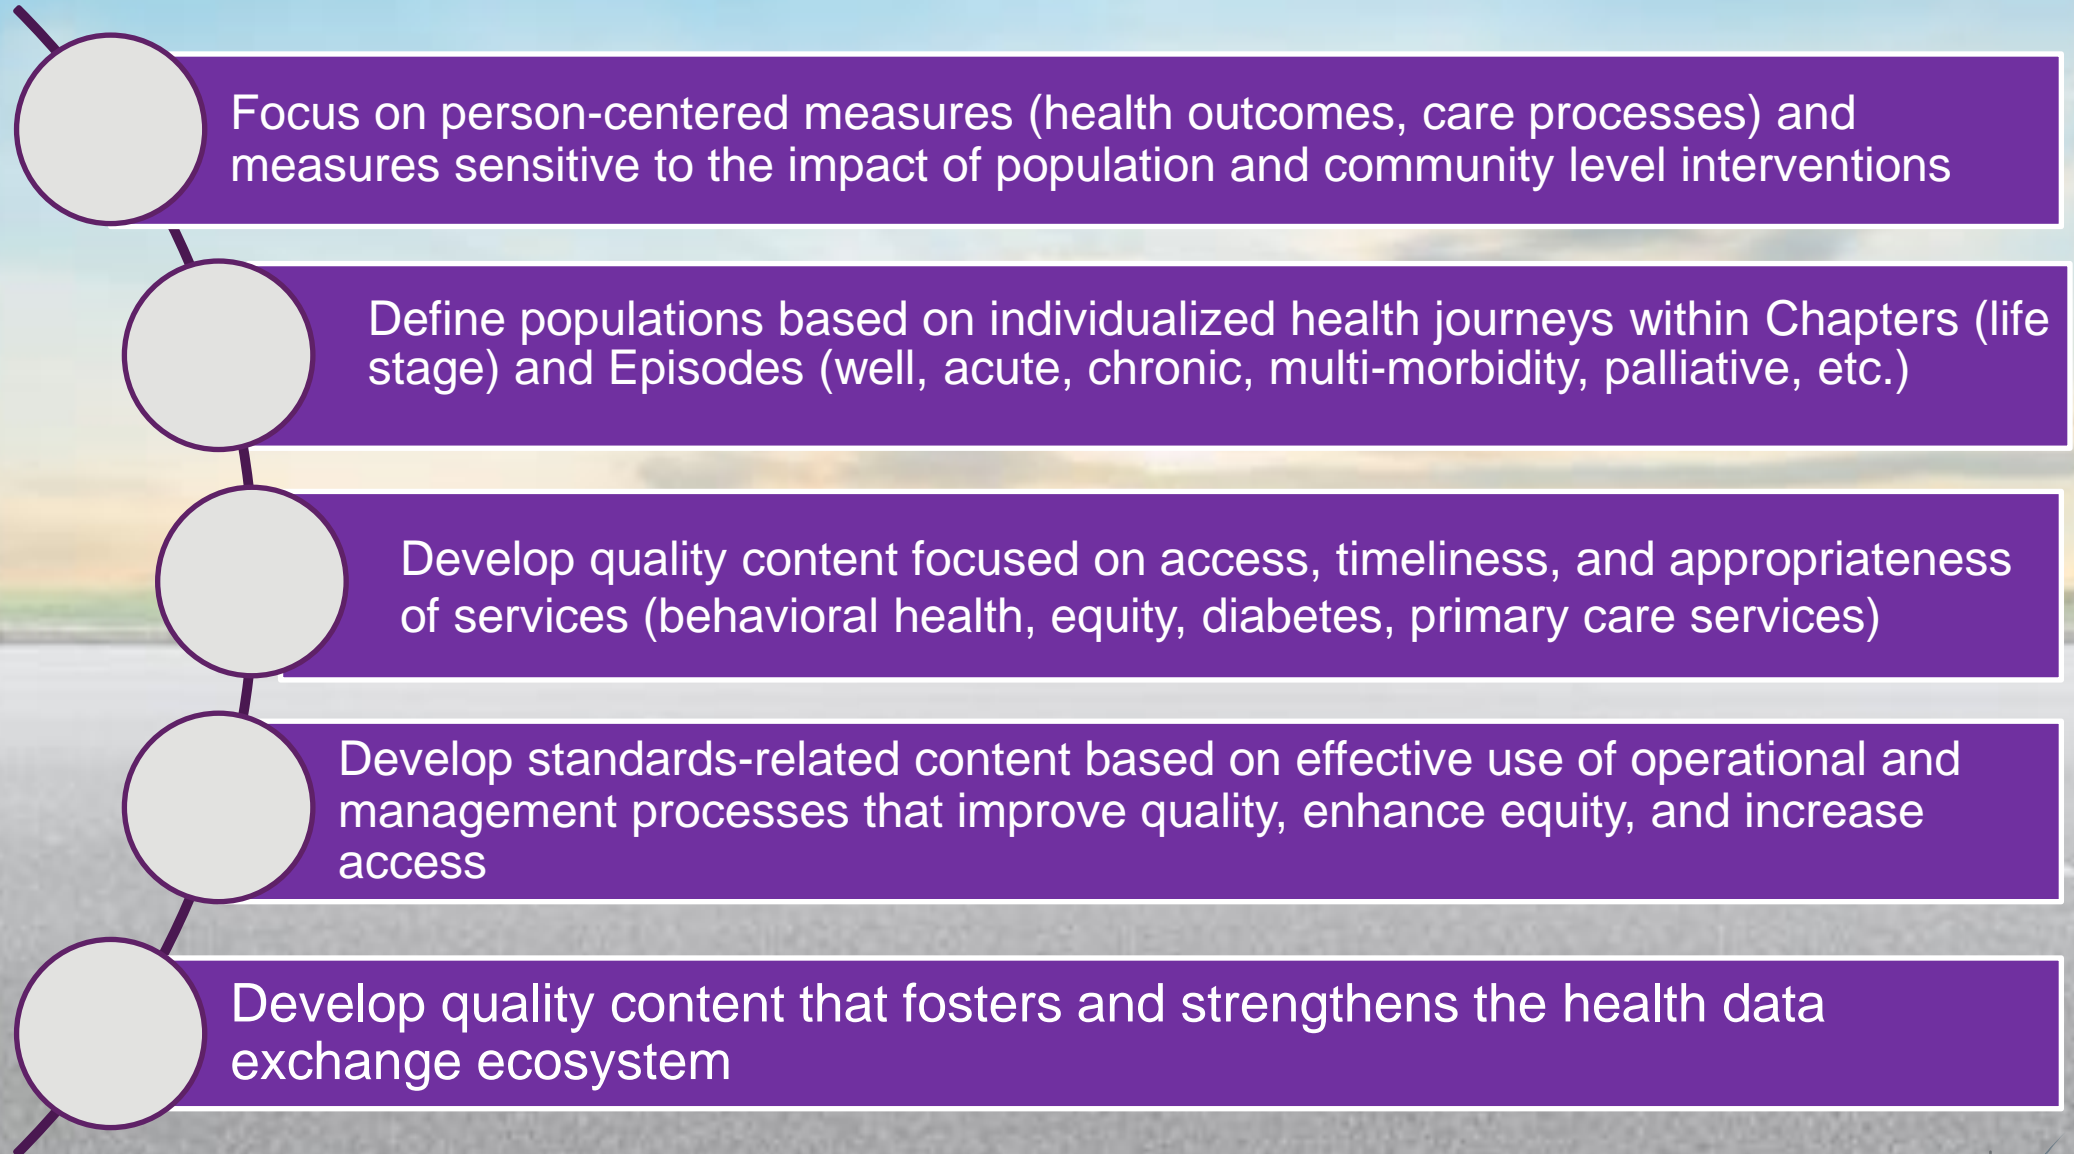 Focus on person-centered measures (health outcomes, care processes) and
measures sensitive to the impact of population and community level interventions
Define populations based on individualized health journeys within Chapters (life
stage) and Episodes (well, acute, chronic, multi-morbidity, palliative, etc.)
Develop quality content focused on access, timeliness, and appropriateness
of services (behavioral health, equity, diabetes, primary care services)
Develop standards-related content based on effective use of operational and
management processes that improve quality, enhance equity, and increase
access
Develop quality content that fosters and strengthens the health data
exchange ecosystem